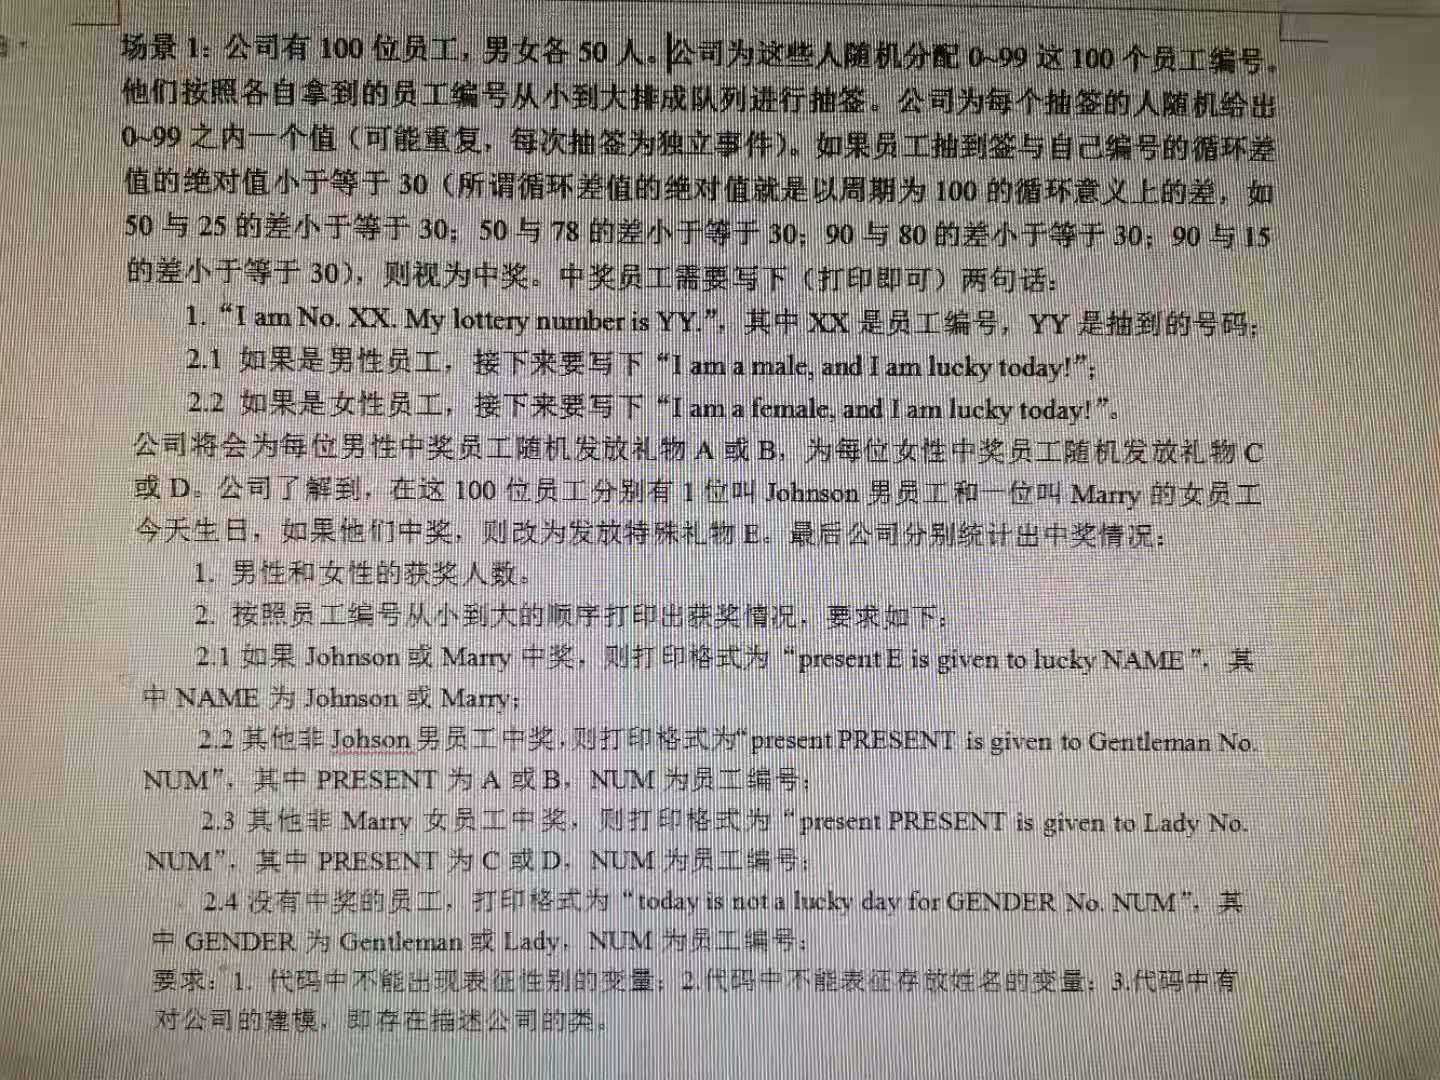 场景 1：公司有 100 位员工，男女各 50 人。公司为这些人随机分配 0~99 这 100 个员工编号。
他们按照各自拿到的员工编号从小到大排成队列进行抽签。公司为每个抽签的人随机给出
0~99 之内一个值（可能重复，每次抽签为独立事件）。如果员工抽到签与自己编号的循环差
值的绝对值小于等于 30（所谓循环差值的绝对值就是以周期为 100 的循环意义上的差，如
50 与 25 的差小于等于 30；50 与 78 的差小于等于 30；90 与 80 的差小于等于 30；90 与 15
的差小于等于 30），则视为中奖。中奖员工需要写下（打印即可）两句话：
1. “I am No. XX. My lottery number is YY.”，其中 XX 是员工编号，YY 是抽到的号码；
2.1 如果是男性员工，接下来要写下“I am a male, and I am lucky today!”；
2.2 如果是女性员工，接下来要写下“I am a female, and I am lucky today!”。
公司将会为每位男性中奖员工随机发放礼物 A 或 B，为每位女性中奖员工随机发放礼物 C
或 D。公司了解到，在这 100 位员工分别有 1 位叫 Johnson 男员工和一位叫 Marry 的女员工
今天生日，如果他们中奖，则改为发放特殊礼物 E。最后公司分别统计出中奖情况：
1. 男性和女性的获奖人数。
2. 按照员工编号从小到大的顺序打印出获奖情况，要求如下：
2.1 如果 Johnson 或 Marry 中奖，则打印格式为“present E is given to lucky NAME”，其
中 NAME 为 Johnson 或 Marry；
2.2 其他非 Johson 男员工中奖，则打印格式为“present PRESENT is given to Gentleman No.
NUM”，其中 PRESENT 为 A 或 B，NUM 为员工编号；
2.3 其他非 Marry 女员工中奖，则打印格式为“present PRESENT is given to Lady No.
NUM”，其中 PRESENT 为 C 或 D，NUM 为员工编号；
2.4 没有中奖的员工，打印格式为“today is not a lucky day for GENDER No. NUM”，其
中 GENDER 为 Gentleman 或 Lady，NUM 为员工编号；
要求：1. 代码中不能出现表征性别的变量；2.代码中不能表征存放姓名的变量；3.代码中有
对公司的建模，即存在描述公司的类。